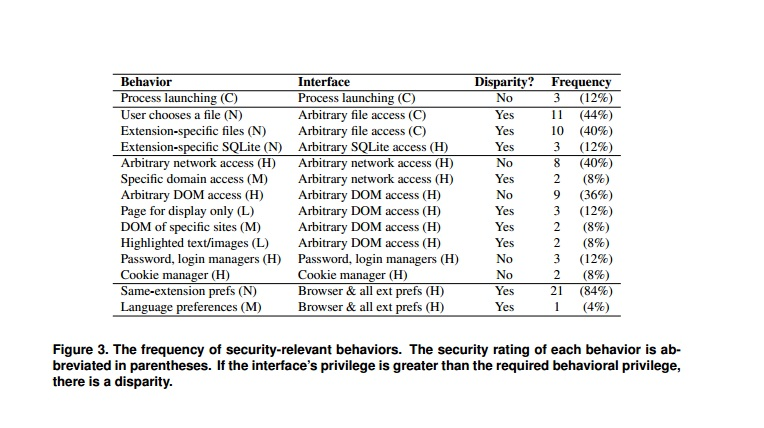 Behavior Interface Disparity? Frequency
Process launching (C) Process launching (C) No 3 (12%)
User chooses a file (N) Arbitrary file access (C) Yes 11 (44%)
Extension-specific files (N) Arbitrary file access (C) Yes 10 (40%)
Extension-specific SQLite (N) Arbitrary SQLite access (H) Yes 3 (12%)
Arbitrary network access (H) Arbitrary network access (H) No 8 (40%)
Specific domain access (M) Arbitrary network access (H) Yes 2 (8%)
Arbitrary DOM access (H) Arbitrary DOM access (H) No 9 (36%)
Page for display only (L) Arbitrary DOM access (H) Yes 3 (12%)
DOM of specific sites (M) Arbitrary DOM access (H) Yes 2 (8%)
Highlighted text/images (L) Arbitrary DOM access (H) Yes 2 (8%)
Password, login managers (H) Password, login managers (H) No 3 (12%)
Cookie manager (H) Cookie manager (H) No 2 (8%)
Same-extension prefs (N) Browser & all ext prefs (H) Yes 21 (84%)
Language preferences (M) Browser & all ext prefs (H) Yes 1 (4%)
Figure 3. The frequency of security-relevant behaviors. The security rating of each behavior is ab-
breviated in parentheses. If the interface's privilege is greater than the required behavioral privilege,
there is a disparity.